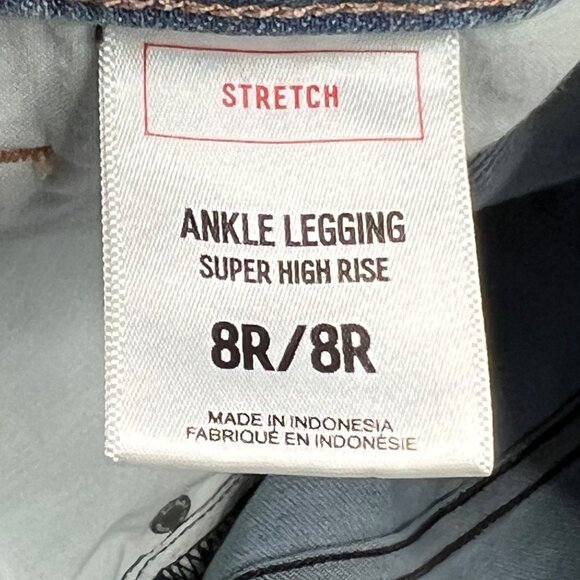 STRETCH
ANKLE LEGGING
SUPER HIGH RISE
8R/8R
MADE IN INDONESIA
FABRIQUÉ EN INDONÉSIE